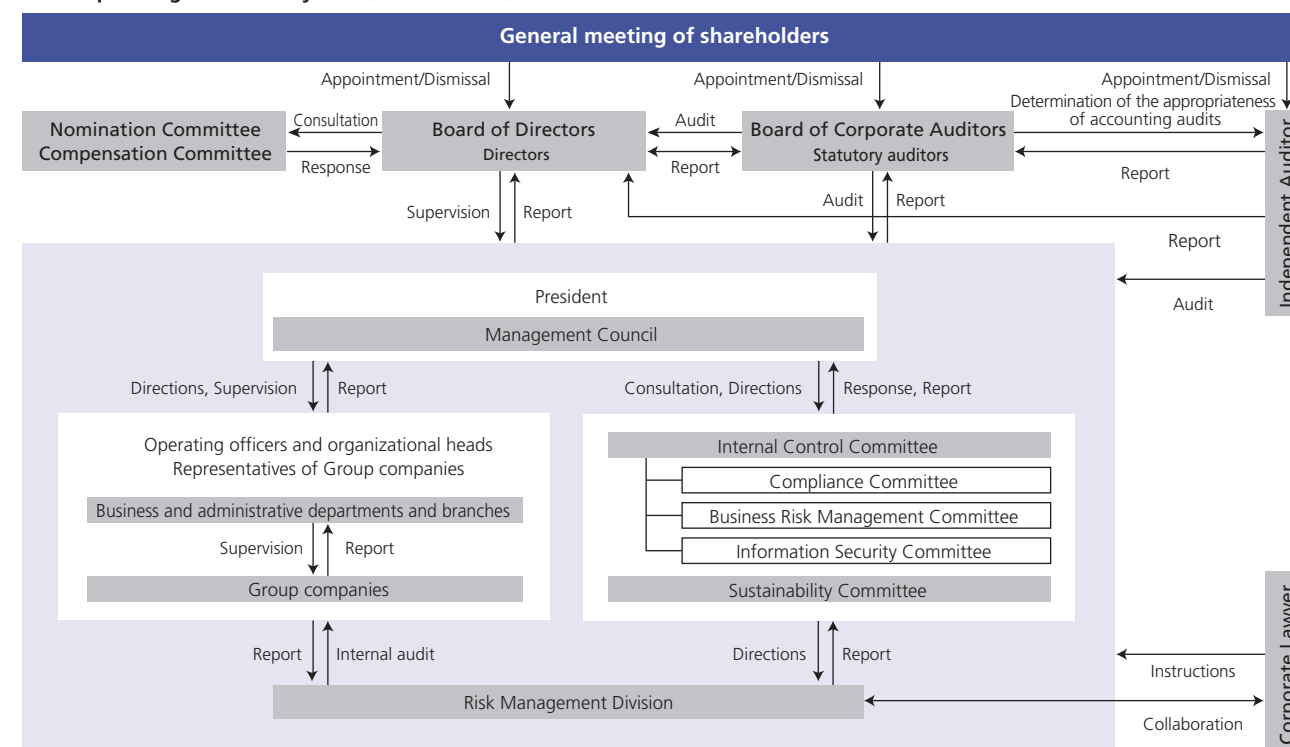 General meeting of shareholders
Appointment/Dismissal
Appointment/Dismissal
Appointment/Dismissal
Determination of the appropriateness
of accounting audits
Nomination Committee
Compensation Committee
Consultation
Response
Board of Directors
Directors
Audit
Report
Board of Corporate Auditors
Statutory auditors
Report
Independent Auditor
Supervision
Report
Audit
Report
Report
Audit
President
Management Council
Directions, Supervision
Report
Consultation, Directions
Response, Report
Operating officers and organizational heads
Representatives of Group companies
Business and administrative departments and branches
Supervision
Report
Group companies
Internal Control Committee
Compliance Committee
Business Risk Management Committee
Information Security Committee
Sustainability Committee
Report
Internal audit
Directions
Report
Risk Management Division
Instructions
Collaboration
Corporate Lawyer